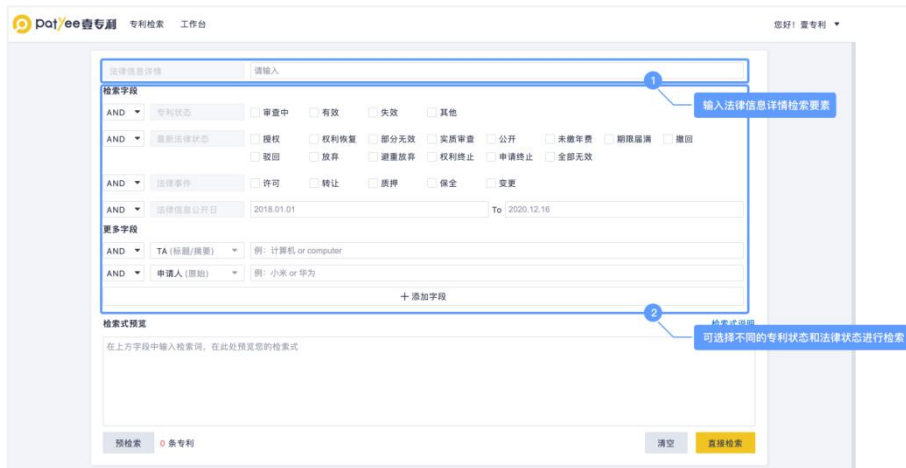 patyee壹专利 专利检索 工作台 您好！壹专利
法律信息详情 请输入
1
输入法律信息详情检索要素
检索字段
AND 专利状态 审查中 有效 失效 其他
AND 最新法律状态 授权 权利恢复 部分无效 实质审查 公开 未缴年费 期限届满 撤回
驳回 放弃 避重放弃 权利终止 申请终止 全部无效
AND 法律事件 许可 转让 质押 保全 变更
AND 法律信息公开日 2018.01.01 To 2020.12.16
更多字段
AND TA (标题/摘要) 例：计算机 or computer
AND 申请人 (原始) 例：小米 or 华为
+ 添加字段
2
检索式预览 检索式说明
可选择不同的专利状态和法律状态进行检索
在上方字段中输入检索词，在此处预览您的检索式
预检索 0 条专利 清空 直接检索